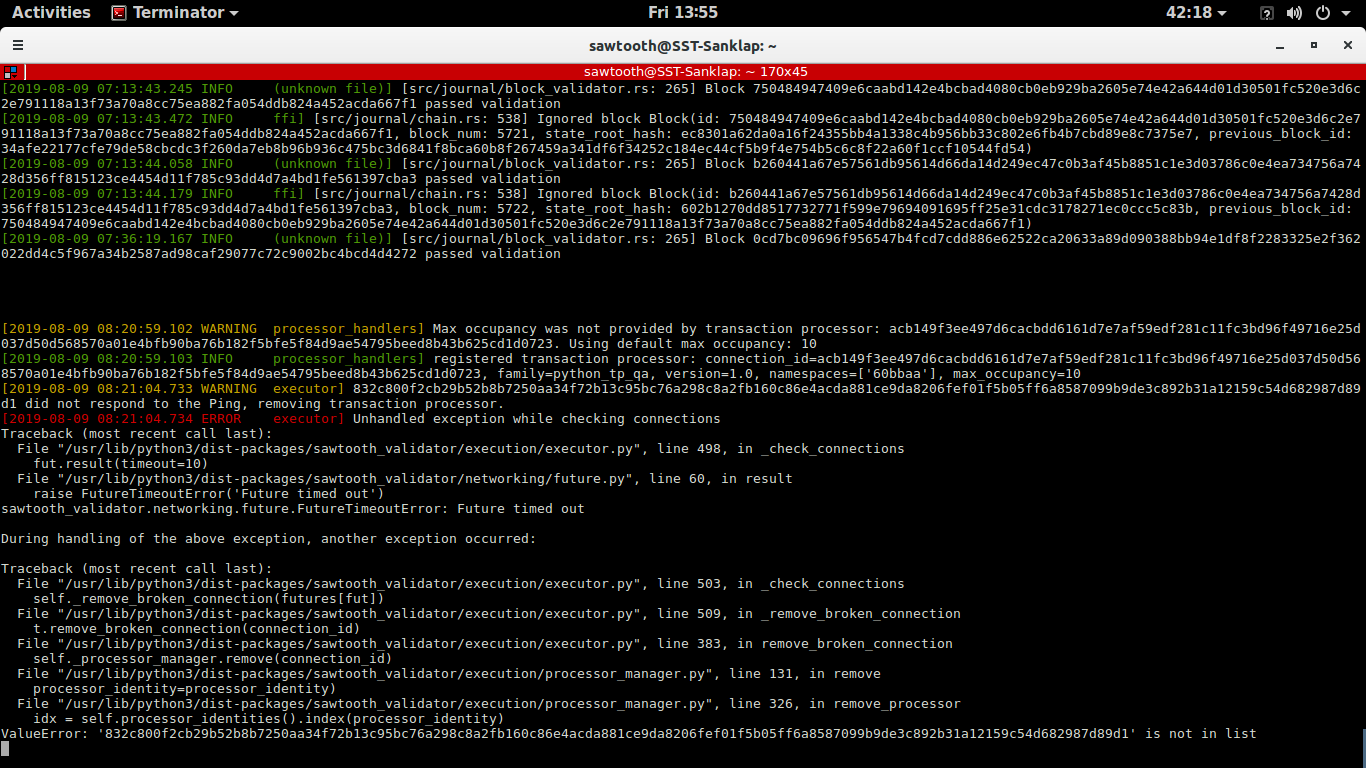 Activities Terminator Fri 13:55 42:18
sawtooth@SST-Sanklap: ~
sawtooth@SST-Sanklap: ~ 170x45
[2019-08-09 07:13:43.245 INFO     (unknown file)] [src/journal/block_validator.rs: 265] Block 750484947409e6caabd142e4bcbad4080cb0eb929ba2605e74e42a644d01d30501fc520e3d6c
2e791118a13f73a70a8cc75ea882fa054ddb824a452acda667f1 passed validation
[2019-08-09 07:13:43.472 INFO     ffi] [src/journal/chain.rs: 538] Ignored block Block(id: 750484947409e6caabd142e4bcbad4080cb0eb929ba2605e74e42a644d01d30501fc520e3d6c2e7
91118a13f73a70a8cc75ea882fa054ddb824a452acda667f1, block_num: 5721, state_root_hash: ec8301a62da0a16f24355bb4a1338c4b956bb33c802e6fb4b7cbd89e8c7375e7, previous_block_id:
34afe22177cfe79de58cbcdc3f260da7eb8b96b936c475bc3d6841f8bca60b8f267459a341df6f34252c184ec44cf5b9f4e754b5c6c8f22a60f1ccf10544fd54)
[2019-08-09 07:13:44.058 INFO     (unknown file)] [src/journal/block_validator.rs: 265] Block b260441a67e57561db95614d66da14d249ec47c0b3af45b8851c1e3d03786c0e4ea734756a74
28d356ff815123ce4454d11f785c93dd4d7a4bd1fe561397cba3 passed validation
[2019-08-09 07:13:44.179 INFO     ffi] [src/journal/chain.rs: 538] Ignored block Block(id: b260441a67e57561db95614d66da14d249ec47c0b3af45b8851c1e3d03786c0e4ea734756a7428d
356ff815123ce4454d11f785c93dd4d7a4bd1fe561397cba3, block_num: 5722, state_root_hash: 602b1270dd8517732771f599e79694091695ff25e31cdc3178271ec0ccc5c83b, previous_block_id:
750484947409e6caabd142e4bcbad4080cb0eb929ba2605e74e42a644d01d30501fc520e3d6c2e791118a13f73a70a8cc75ea882fa054ddb824a452acda667f1)
[2019-08-09 07:36:19.167 INFO     (unknown file)] [src/journal/block_validator.rs: 265] Block 0cd7bc09696f956547b4fcd7cdd886e62522ca20633a89d090388bb94e1df8f2283325e2f362
022dd4c5f967a34b2587ad98caf29077c72c9002bc4bcd4d4272 passed validation
[2019-08-09 08:20:59.102 WARNING  processor_handlers] Max occupancy was not provided by transaction processor: acb149f3ee497d6cacbdd6161d7e7af59edf281c11fc3bd96f49716e25d
037d50d568570a01e4bfb90ba76b182f5bfe5f84d9ae54795beed8b43b625cd1d0723. Using default max occupancy: 10
[2019-08-09 08:20:59.103 INFO     processor_handlers] registered transaction processor: connection_id=acb149f3ee497d6cacbdd6161d7e7af59edf281c11fc3bd96f49716e25d037d50d56
8570a01e4bfb90ba76b182f5bfe5f84d9ae54795beed8b43b625cd1d0723, family=python_tp_qa, version=1.0, namespaces=['60bbaa'], max_occupancy=10
[2019-08-09 08:21:04.733 WARNING  executor] 832c800f2cb29b52b8b7250aa34f72b13c95bc76a298c8a2fb160c86e4acda881ce9da8206fef01f5b05ff6a8587099b9de3c892b31a12159c54d682987d89
d1 did not respond to the Ping, removing transaction processor.
[2019-08-09 08:21:04.734 ERROR    executor] Unhandled exception while checking connections
Traceback (most recent call last):
  File "/usr/lib/python3/dist-packages/sawtooth_validator/execution/executor.py", line 498, in _check_connections
    fut.result(timeout=10)
  File "/usr/lib/python3/dist-packages/sawtooth_validator/networking/future.py", line 60, in result
    raise FutureTimeoutError('Future timed out')
sawtooth_validator.networking.future.FutureTimeoutError: Future timed out
During handling of the above exception, another exception occurred:
Traceback (most recent call last):
  File "/usr/lib/python3/dist-packages/sawtooth_validator/execution/executor.py", line 503, in _check_connections
    self._remove_broken_connection(futures[fut])
  File "/usr/lib/python3/dist-packages/sawtooth_validator/execution/executor.py", line 509, in _remove_broken_connection
    t.remove_broken_connection(connection_id)
  File "/usr/lib/python3/dist-packages/sawtooth_validator/execution/executor.py", line 383, in remove_broken_connection
    self._processor_manager.remove(connection_id)
  File "/usr/lib/python3/dist-packages/sawtooth_validator/execution/processor_manager.py", line 131, in remove
    processor_identity=processor_identity)
  File "/usr/lib/python3/dist-packages/sawtooth_validator/execution/processor_manager.py", line 326, in remove_processor
    idx = self.processor_identities().index(processor_identity)
ValueError: '832c800f2cb29b52b8b7250aa34f72b13c95bc76a298c8a2fb160c86e4acda881ce9da8206fef01f5b05ff6a8587099b9de3c892b31a12159c54d682987d89d1' is not in list